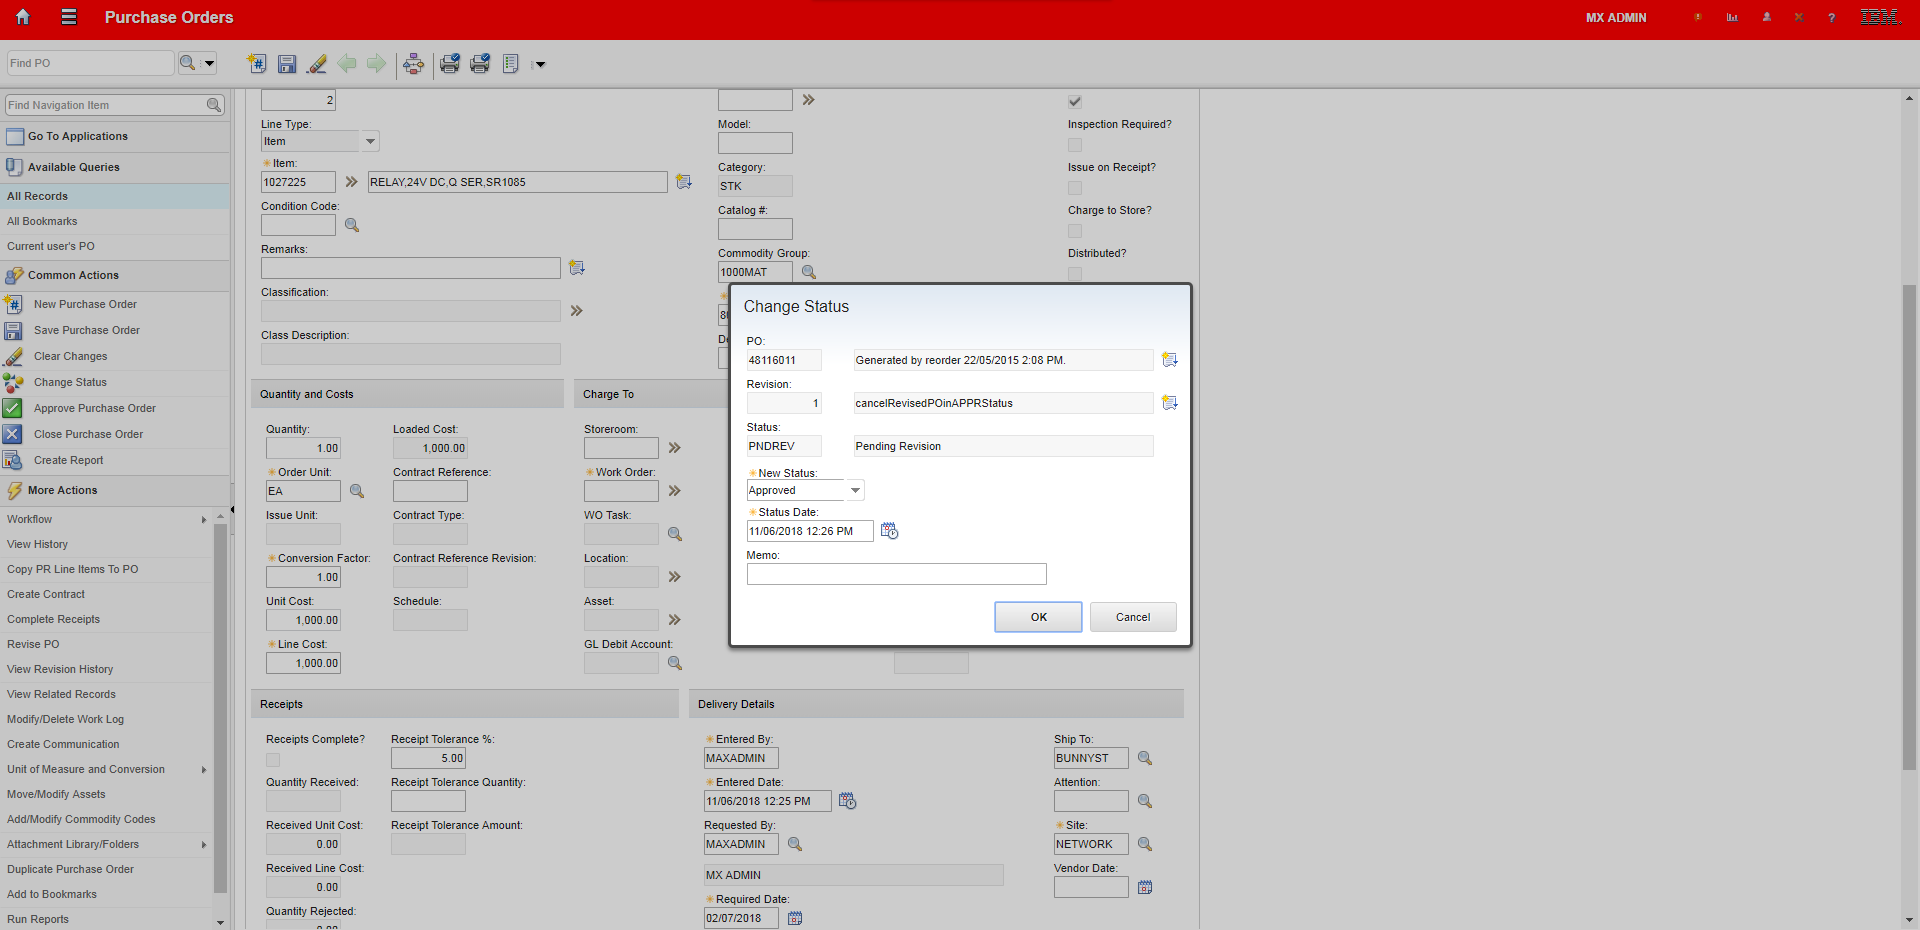 Purchase Orders
MX ADMIN
?
IBM.
Find PO
Find Navigation Item
Go To Applications
Available Queries
All Records
All Bookmarks
Current user's PO
Common Actions
New Purchase Order
Save Purchase Order
Clear Changes
Change Status
Approve Purchase Order
Close Purchase Order
Create Report
More Actions
Workflow
View History
Copy PR Line Items To PO
Create Contract
Complete Receipts
Revise PO
View Revision History
View Related Records
Modify/Delete Work Log
Create Communication
Unit of Measure and Conversion
Move/Modify Assets
Add/Modify Commodity Codes
Attachment Library/Folders
Duplicate Purchase Order
Add to Bookmarks
Run Reports
2
Line Type:
Item
Item:
1027225
RELAY,24V DC,Q SER,SR1085
Condition Code:
Remarks:
Classification:
Class Description:
Model:
Category:
STK
Catalog #:
Commodity Group:
1000MAT
Inspection Required?
Issue on Receipt?
Charge to Store?
Distributed?
Change Status
PO:
48116011
Generated by reorder 22/05/2015 2:08 PM.
Revision:
1
cancelRevisedPOinAPPRStatus
Status:
PNDREV
Pending Revision
New Status:
Approved
Status Date:
11/06/2018 12:26 PM
Memo:
OK
Cancel
Quantity and Costs
Quantity:
1.00
Loaded Cost:
1,000.00
Order Unit:
EA
Contract Reference:
Issue Unit:
Contract Type:
Conversion Factor:
1.00
Contract Reference Revision:
Unit Cost:
1,000.00
Schedule:
Line Cost:
1,000.00
Charge To
Storeroom:
Work Order:
WO Task:
Location:
Asset:
GL Debit Account:
Receipts
Receipts Complete?
Receipt Tolerance %:
5.00
Quantity Received:
Receipt Tolerance Quantity:
Received Unit Cost:
0.00
Receipt Tolerance Amount:
Received Line Cost:
0.00
Quantity Rejected:
0.00
Delivery Details
Entered By:
MAXADMIN
Entered Date:
11/06/2018 12:25 PM
Requested By:
MAXADMIN
MX ADMIN
Required Date:
02/07/2018
Ship To:
BUNNYST
Attention:
Site:
NETWORK
Vendor Date: